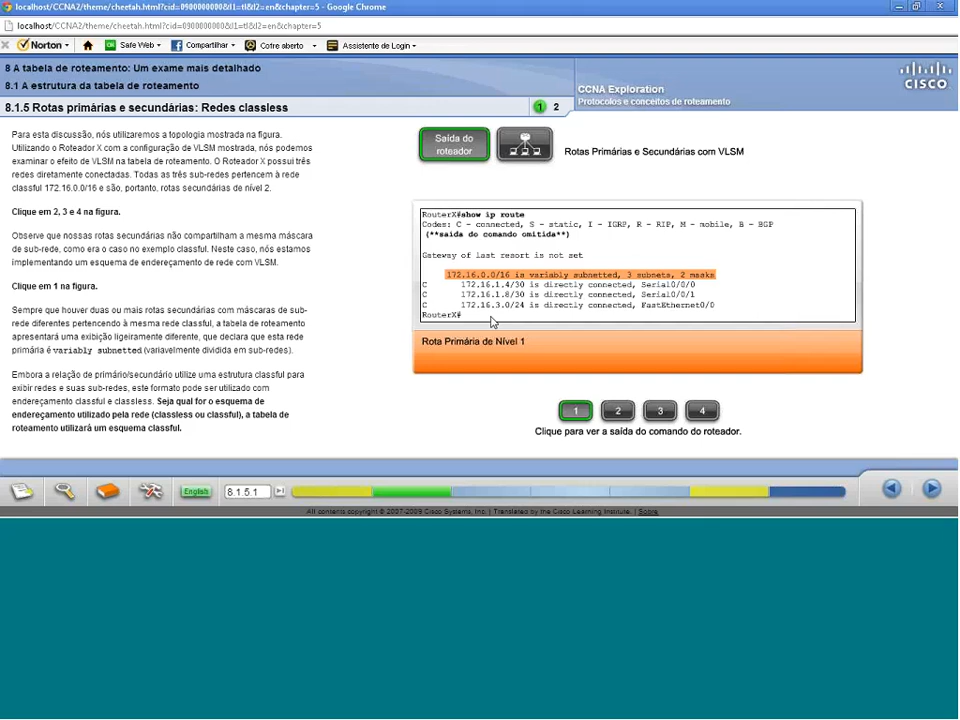 localhost/CCNA2/theme/cheetah.html?cid=0900000000&l1=tl&l2=en&chapter=5 - Google Chrome
localhost/CCNA2/theme/cheetah.html?cid=0900000000&l1=tl&l2=en&chapter=5
Norton Safe Web Compartilhar Cofre aberto Assistente de Login
8 A tabela de roteamento: Um exame mais detalhado
8.1 A estrutura da tabela de roteamento
8.1.5 Rotas primárias e secundárias: Redes classless
1 2
CCNA Exploration
Protocolos e conceitos de roteamento
CISCO
Para esta discussão, nós utilizaremos a topologia mostrada na figura.
Utilizando o Roteador X com a configuração de VLSM mostrada, nós podemos
examinar o efeito de VLSM na tabela de roteamento. O Roteador X possui três
redes diretamente conectadas. Todas as três sub-redes pertencem à rede
classful 172.16.0.0/16 e são, portanto, rotas secundárias de nível 2.
Clique em 2, 3 e 4 na figura.
Observe que nossas rotas secundárias não compartilham a mesma máscara
de sub-rede, como era o caso no exemplo classful. Neste caso, nós estamos
implementando um esquema de endereçamento de rede com VLSM.
Clique em 1 na figura.
Sempre que houver duas ou mais rotas secundárias com máscaras de sub-
rede diferentes pertencendo à mesma rede classful, a tabela de roteamento
apresentará uma exibição ligeiramente diferente, que declara que esta rede
primária é variably subnetted (variavelmente dividida em sub-redes).
Embora a relação de primário/secundário utilize uma estrutura classful para
exibir redes e suas sub-redes, este formato pode ser utilizado com
endereçamento classful e classless. Seja qual for o esquema de
endereçamento utilizado pela rede (classless ou classful), a tabela de
roteamento utilizará um esquema classful.
Saída do
roteador
Rotas Primárias e Secundárias com VLSM
RouterX#show ip route
Codes: C - connected, S - static, I - IGRP, R - RIP, M - mobile, B - BGP
(**saída do comando omitida**)
Gateway of last resort is not set
172.16.0.0/16 is variably subnetted, 3 subnets, 2 masks
C 172.16.1.4/30 is directly connected, Serial0/0/0
C 172.16.1.8/30 is directly connected, Serial0/0/1
C 172.16.3.0/24 is directly connected, FastEthernet0/0
RouterX#
Rota Primária de Nível 1
1 2 3 4
Clique para ver a saída do comando do roteador.
English 8.1.5.1
All contents copyright © 2007-2009 Cisco Systems, Inc. | Translated by the Cisco Learning Institute. | Sobre